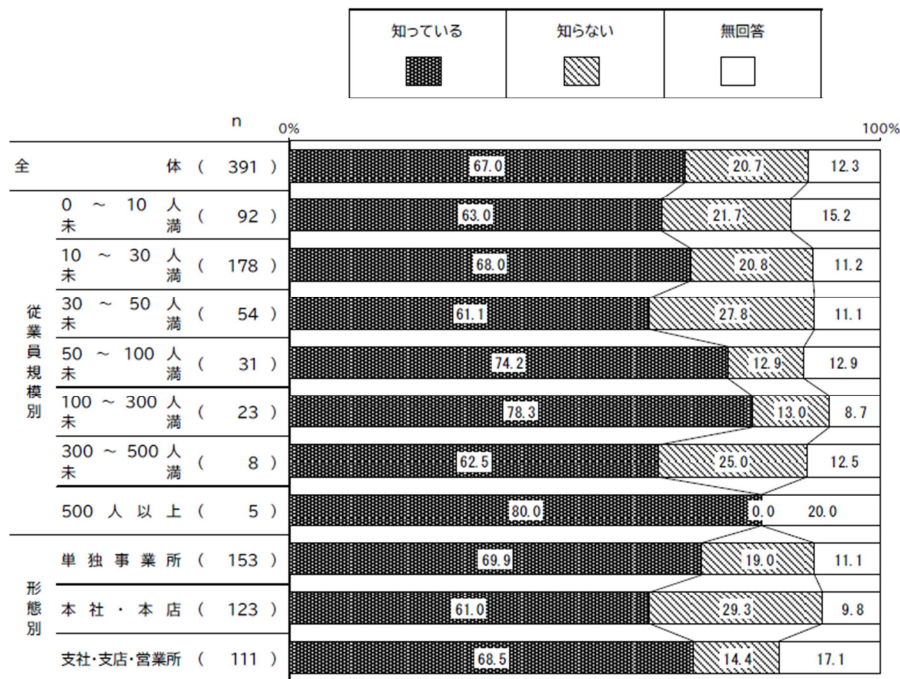 知っている 知らない 無回答
n
0% 100%
全体 ( 391 ) 67.0 20.7 12.3
従業員規模別
0 ~ 10 人未満 ( 92 ) 63.0 21.7 15.2
10 ~ 30 人未満 ( 178 ) 68.0 20.8 11.2
30 ~ 50 人未満 ( 54 ) 61.1 27.8 11.1
50 ~ 100 人未満 ( 31 ) 74.2 12.9 12.9
100 ~ 300 人未満 ( 23 ) 78.3 13.0 8.7
300 ~ 500 人未満 ( 8 ) 62.5 25.0 12.5
500 人以上 ( 5 ) 80.0 0.0 20.0
形態別
単独事業所 ( 153 ) 69.9 19.0 11.1
本社・本店 ( 123 ) 61.0 29.3 9.8
支社・支店・営業所 ( 111 ) 68.5 14.4 17.1